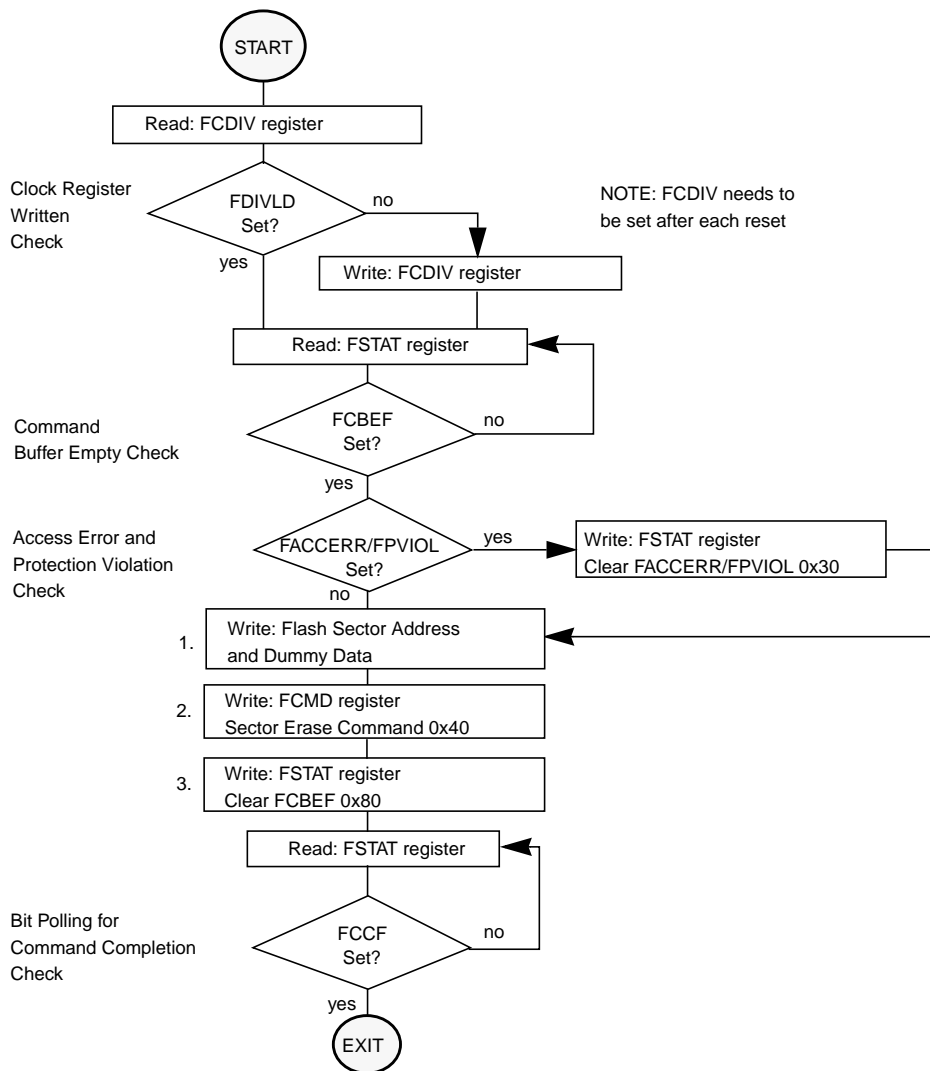 START
Read: FCDIV register
Clock Register
Written
Check
FDIVLD
Set?
no
yes
NOTE: FCDIV needs to
be set after each reset
Write: FCDIV register
Read: FSTAT register
Command
Buffer Empty Check
FCBEF
Set?
no
yes
Access Error and
Protection Violation
Check
FACCERR/FPVIOL
Set?
yes
no
Write: FSTAT register
Clear FACCERR/FPVIOL 0x30
1.
Write: Flash Sector Address
and Dummy Data
2.
Write: FCMD register
Sector Erase Command 0x40
3.
Write: FSTAT register
Clear FCBEF 0x80
Read: FSTAT register
Bit Polling for
Command Completion
Check
FCCF
Set?
no
yes
EXIT